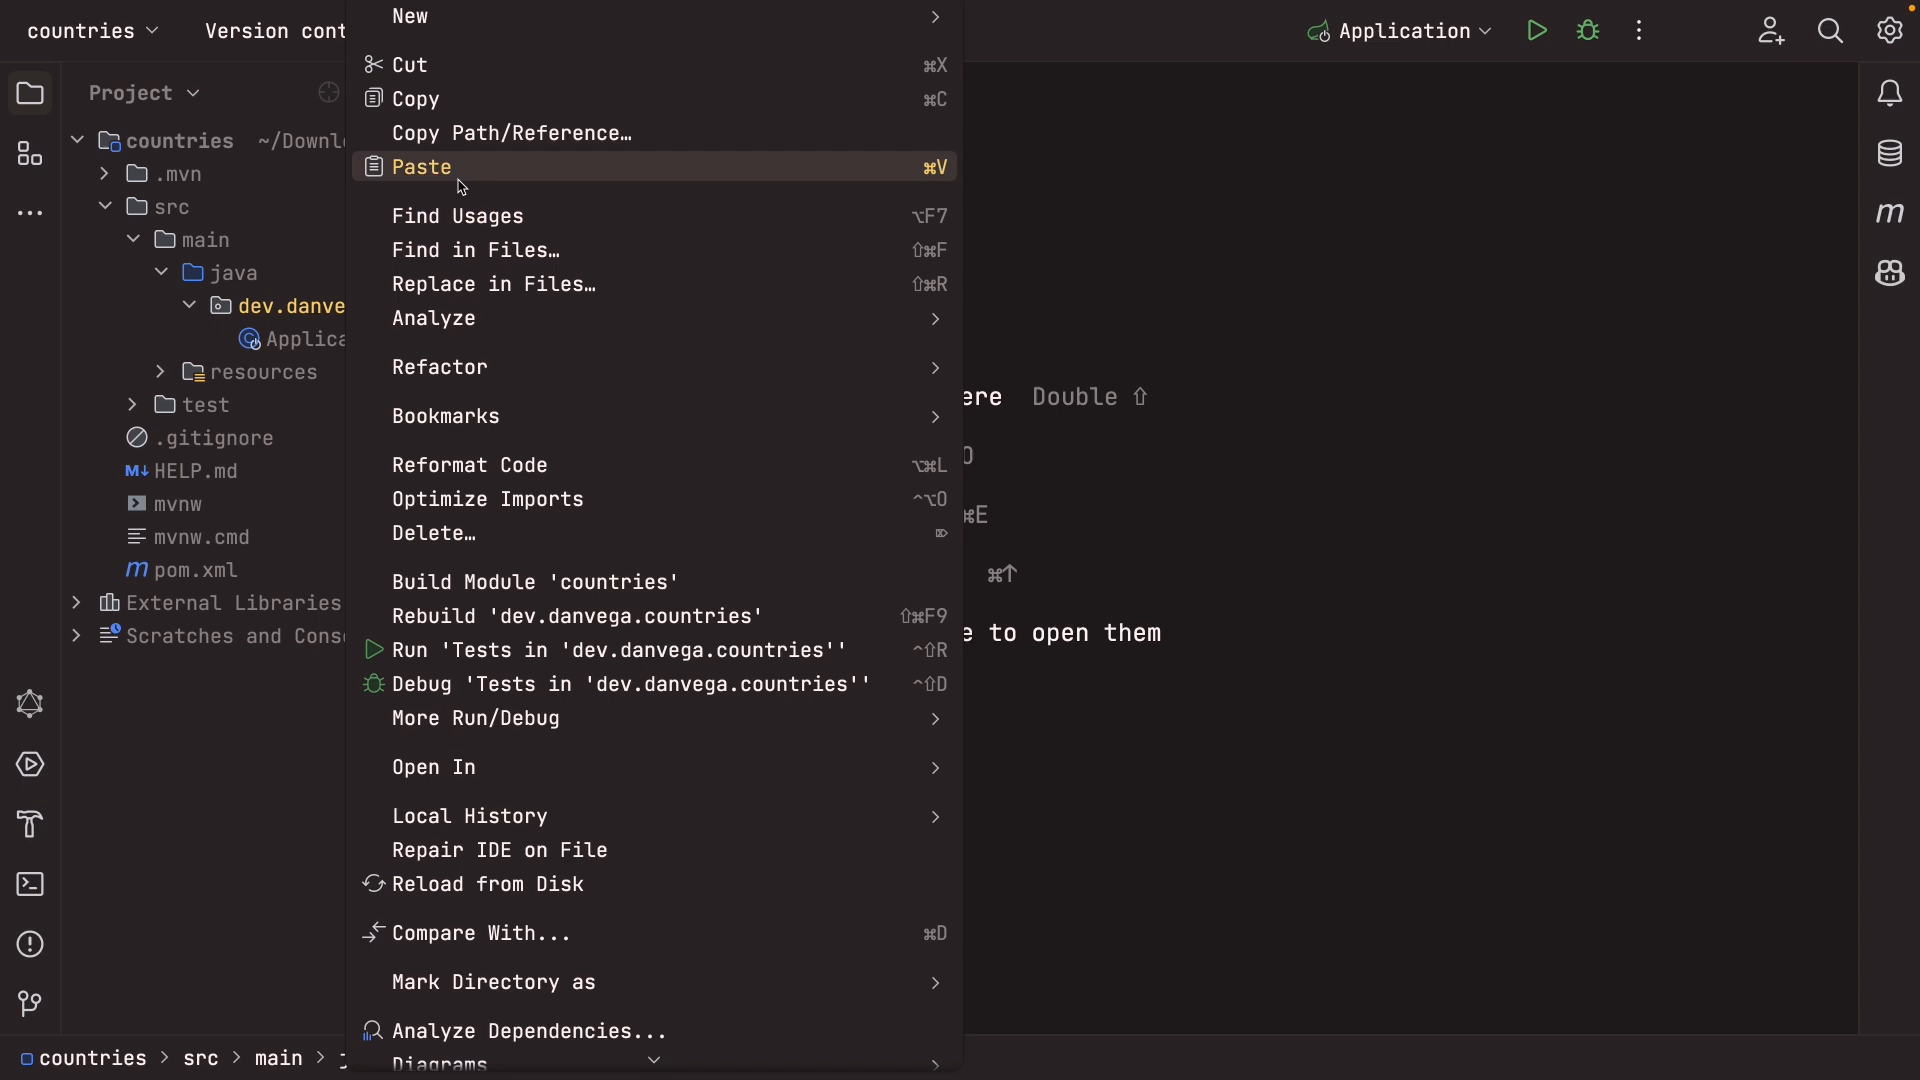 countries
Version cont
Application
Project
countries ~/Downl
.mvn
src
main
java
dev.danve
Applica
resources
test
.gitignore
M↓ HELP.md
mvnw
mvnw.cmd
m pom.xml
External Libraries
Scratches and Cons
New
Cut ⌘X
Copy ⌘C
Copy Path/Reference…
Paste ⌘V
Find Usages ⌥F7
Find in Files… ⇧⌘F
Replace in Files… ⇧⌘R
Analyze
Refactor
Bookmarks
Reformat Code ⌥⌘L
Optimize Imports ^⌥O
Delete… ⌦
Build Module 'countries'
Rebuild 'dev.danvega.countries' ⇧⌘F9
Run 'Tests in 'dev.danvega.countries'' ^⇧R
Debug 'Tests in 'dev.danvega.countries'' ^⇧D
More Run/Debug
Open In
Local History
Repair IDE on File
Reload from Disk
Compare With... ⌘D
Mark Directory as
Analyze Dependencies...
Diagrams
ere Double ⇧
O
⌘E
⌘↑
e to open them
m
countries > src > main >